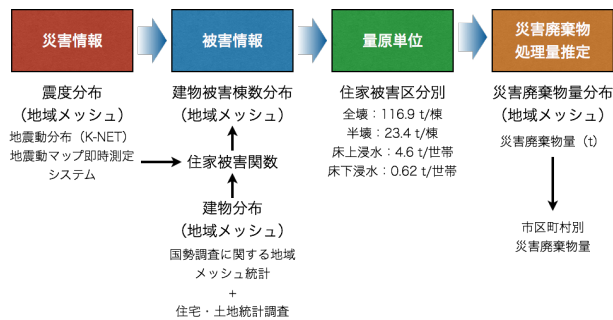 災害情報
震度分布
（地域メッシュ）
地震動分布（K-NET）
地震動マップ即時測定
システム
被害情報
建物被害棟数分布
（地域メッシュ）
住家被害関数
建物分布
（地域メッシュ）
国勢調査に関する地域
メッシュ統計
+
住宅・土地統計調査
量原単位
住家被害区分別
全壊：116.9 t/棟
半壊：23.4 t/棟
床上浸水：4.6 t/世帯
床下浸水：0.62 t/世帯
災害廃棄物
処理量推定
災害廃棄物量分布
（地域メッシュ）
災害廃棄物量（t）
市区町村別
災害廃棄物量